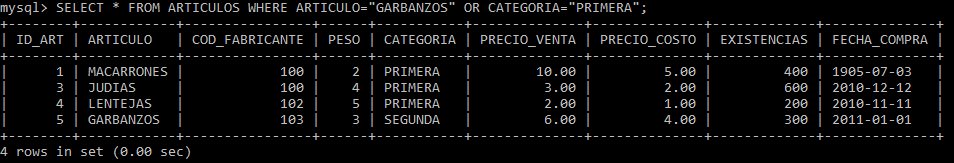 mysql> SELECT * FROM ARTICULOS WHERE ARTICULO="GARBANZOS" OR CATEGORIA="PRIMERA";
+--------+------------+----------------+------+-----------+--------------+--------------+-------------+--------------+
| ID_ART | ARTICULO   | COD_FABRICANTE | PESO | CATEGORIA | PRECIO_VENTA | PRECIO_COSTO | EXISTENCIAS | FECHA_COMPRA |
+--------+------------+----------------+------+-----------+--------------+--------------+-------------+--------------+
|      1 | MACARRONES |            100 |    2 | PRIMERA   |        10.00 |         5.00 |         400 | 1905-07-03   |
|      3 | JUDIAS     |            100 |    4 | PRIMERA   |         3.00 |         2.00 |         600 | 2010-12-12   |
|      4 | LENTEJAS   |            102 |    5 | PRIMERA   |         2.00 |         1.00 |         200 | 2010-11-11   |
|      5 | GARBANZOS  |            103 |    3 | SEGUNDA   |         6.00 |         4.00 |         300 | 2011-01-01   |
+--------+------------+----------------+------+-----------+--------------+--------------+-------------+--------------+
4 rows in set (0.00 sec)